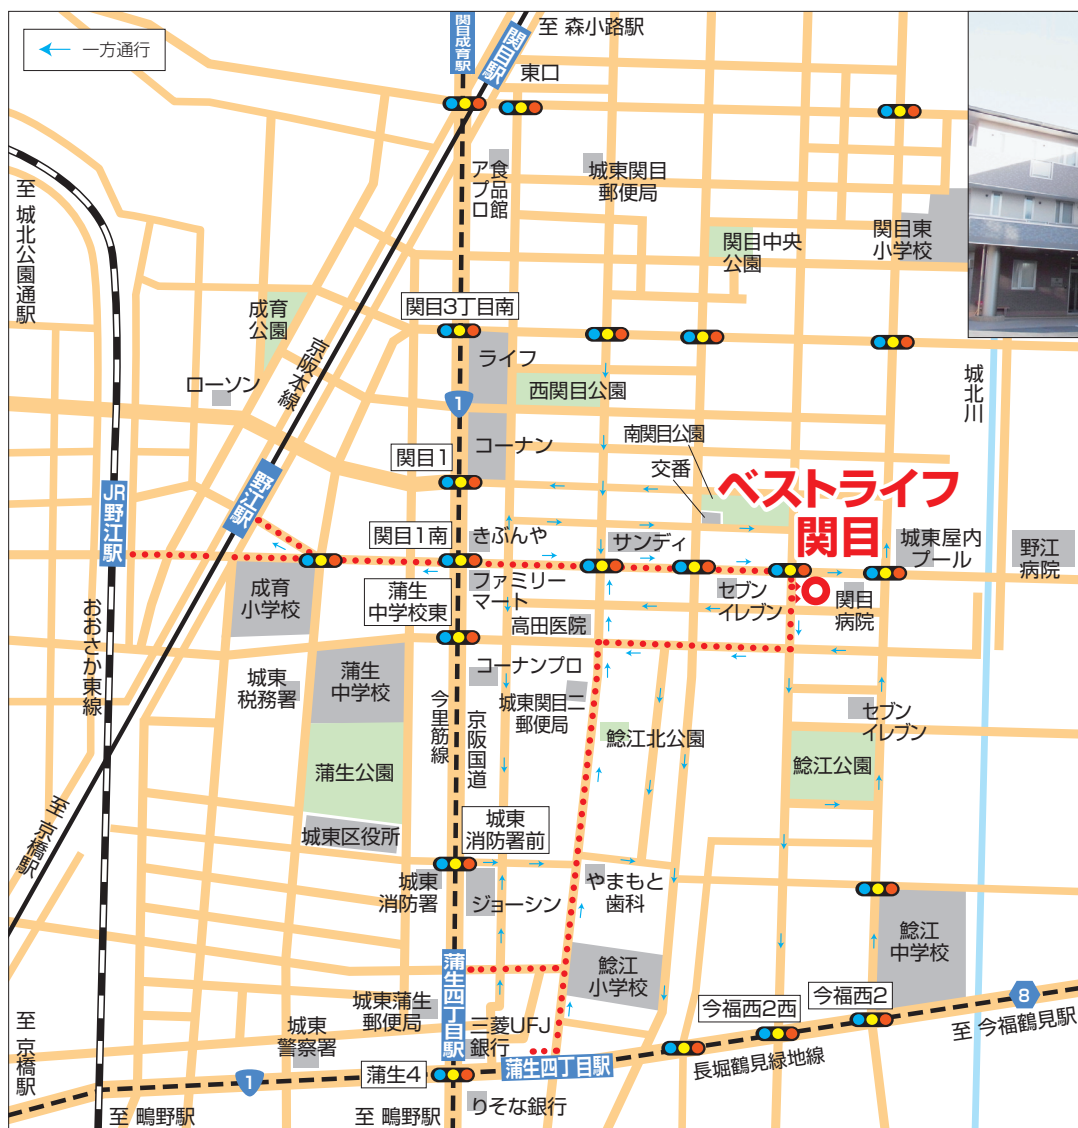 一方通行
関目成育駅
関目駅
至 森小路駅
東口
至 城北公園通駅
食品館
アプロ
城東関目
郵便局
関目中央
公園
関目東
小学校
成育
公園
関目3丁目南
京阪本線
ライフ
ローソン
西関目公園
城北川
1
コーナン
南関目公園
交番
関目1
ベストライフ
関目
JR野江駅
野江駅
関目1南
きぶんや
サンディ
城東屋内
プール
野江
病院
成育
小学校
蒲生
中学校東
ファミリー
マート
セブン
イレブン
関目
病院
高田医院
おおさか東線
城東
税務署
蒲生
中学校
コーナンプロ
城東関目二
郵便局
セブン
イレブン
今里筋線
京阪国道
鯰江北公園
鯰江公園
蒲生公園
至 京橋駅
城東区役所
城東
消防署前
城東
消防署
ジョーシン
やまもと
歯科
鯰江
中学校
蒲生四丁目駅
鯰江
小学校
今福西2西
今福西2
8
至 今福鶴見駅
城東蒲生
郵便局
三菱UFJ
銀行
至 京橋駅
城東
警察署
蒲生四丁目駅
長堀鶴見緑地線
1
蒲生4
りそな銀行
至 鴫野駅
至 鴫野駅